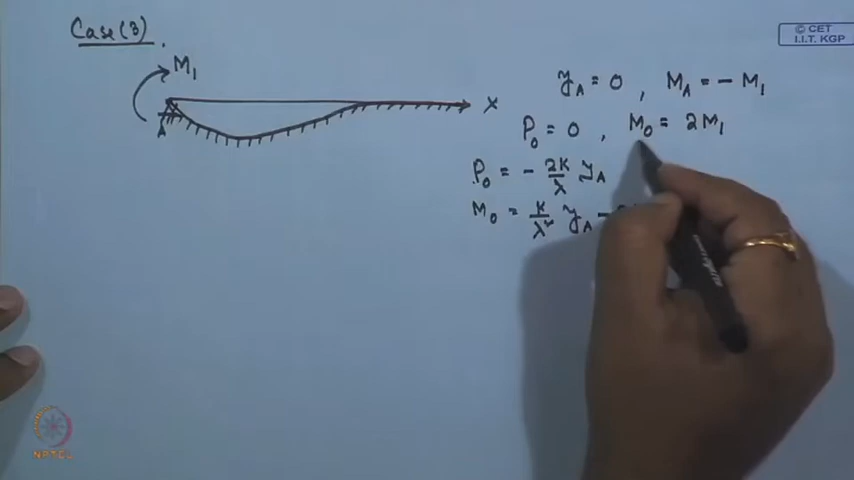 Case (3).
M₁
A
X
y_A = 0, M_A = - M₁
P₀ = 0, M₀ = 2M₁
P₀ = - 2K/λ y_A
M₀ = K/λ² y_A -
© CET
I.I.T. KGP
NPTEL